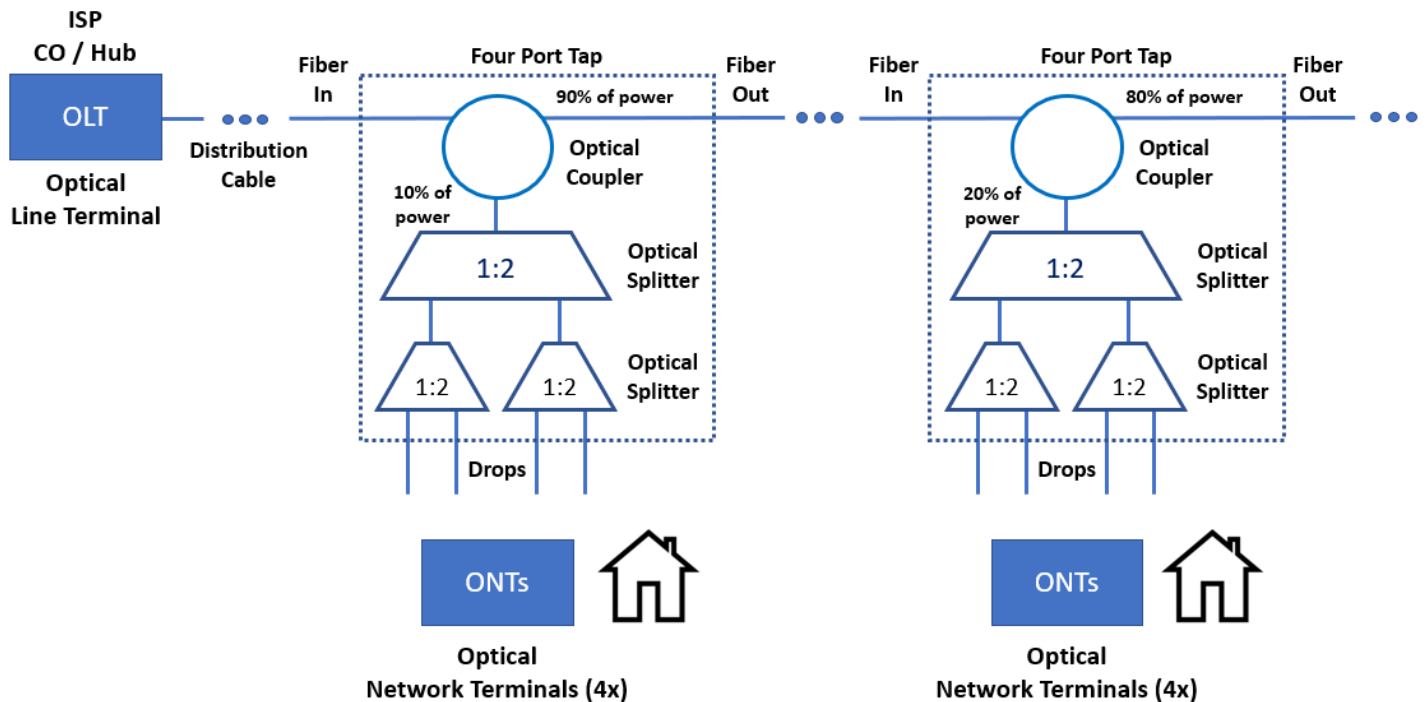 ISP
CO / Hub
OLT
Optical
Line Terminal
Distribution
Cable
Fiber
In
Four Port Tap
90% of power
Fiber
Out
Optical
Coupler
10% of
power
1:2
Optical
Splitter
1:2
1:2
Optical
Splitter
Drops
ONTs
Optical
Network Terminals (4x)
Fiber
In
Four Port Tap
80% of power
Fiber
Out
Optical
Coupler
20% of
power
1:2
Optical
Splitter
1:2
1:2
Optical
Splitter
Drops
ONTs
Optical
Network Terminals (4x)